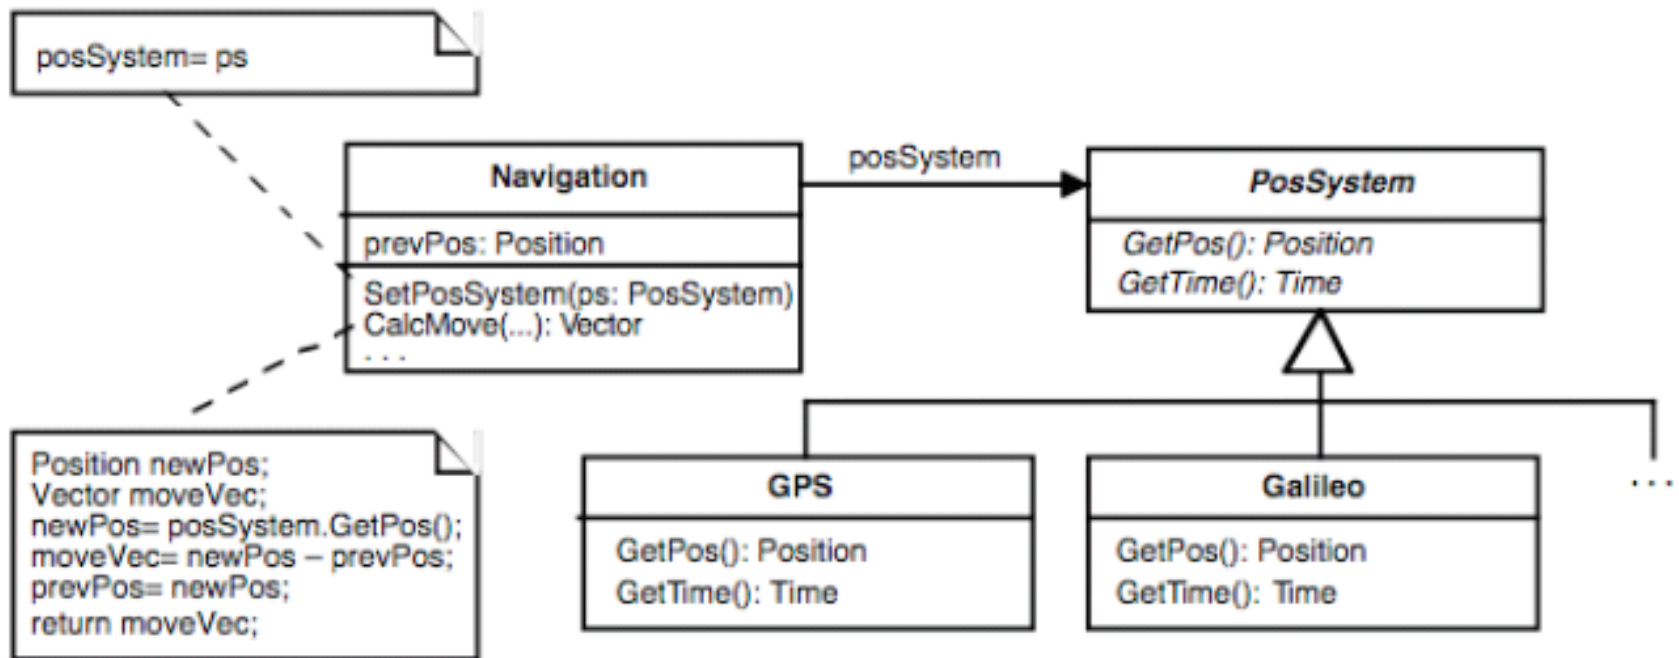 posSystem= ps
Navigation
prevPos: Position
SetPosSystem(ps: PosSystem)
CalcMove(...): Vector
. . .
posSystem
PosSystem
GetPos(): Position
GetTime(): Time
Position newPos;
Vector moveVec;
newPos= posSystem.GetPos();
moveVec= newPos – prevPos;
prevPos= newPos;
return moveVec;
GPS
GetPos(): Position
GetTime(): Time
Galileo
GetPos(): Position
GetTime(): Time
. . .